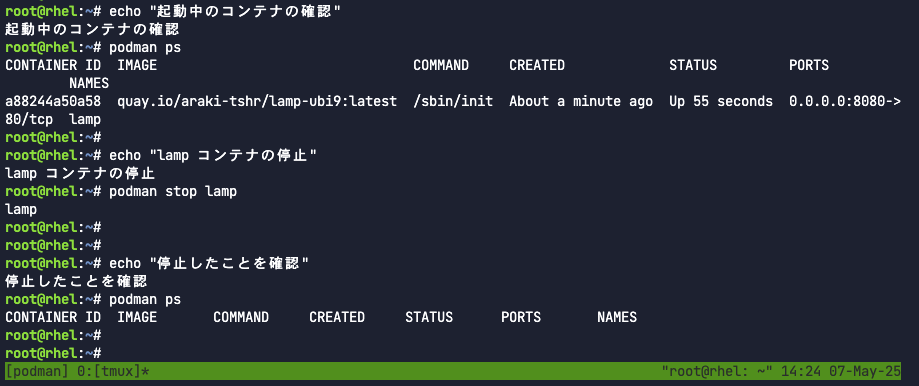 root@rhel:~# echo "起動中のコンテナの確認"
起動中のコンテナの確認
root@rhel:~# podman ps
CONTAINER ID  IMAGE                                COMMAND     CREATED             STATUS         PORTS
        NAMES
a88244a50a58  quay.io/araki-tshr/lamp-ubi9:latest  /sbin/init  About a minute ago  Up 55 seconds  0.0.0.0:8080->
80/tcp  lamp
root@rhel:~#
root@rhel:~# echo "lamp コンテナの停止"
lamp コンテナの停止
root@rhel:~# podman stop lamp
lamp
root@rhel:~#
root@rhel:~#
root@rhel:~# echo "停止したことを確認"
停止したことを確認
root@rhel:~# podman ps
CONTAINER ID  IMAGE       COMMAND     CREATED     STATUS      PORTS       NAMES
root@rhel:~#
root@rhel:~#
[podman] 0:[tmux]*                                                                "root@rhel: ~" 14:24 07-May-25